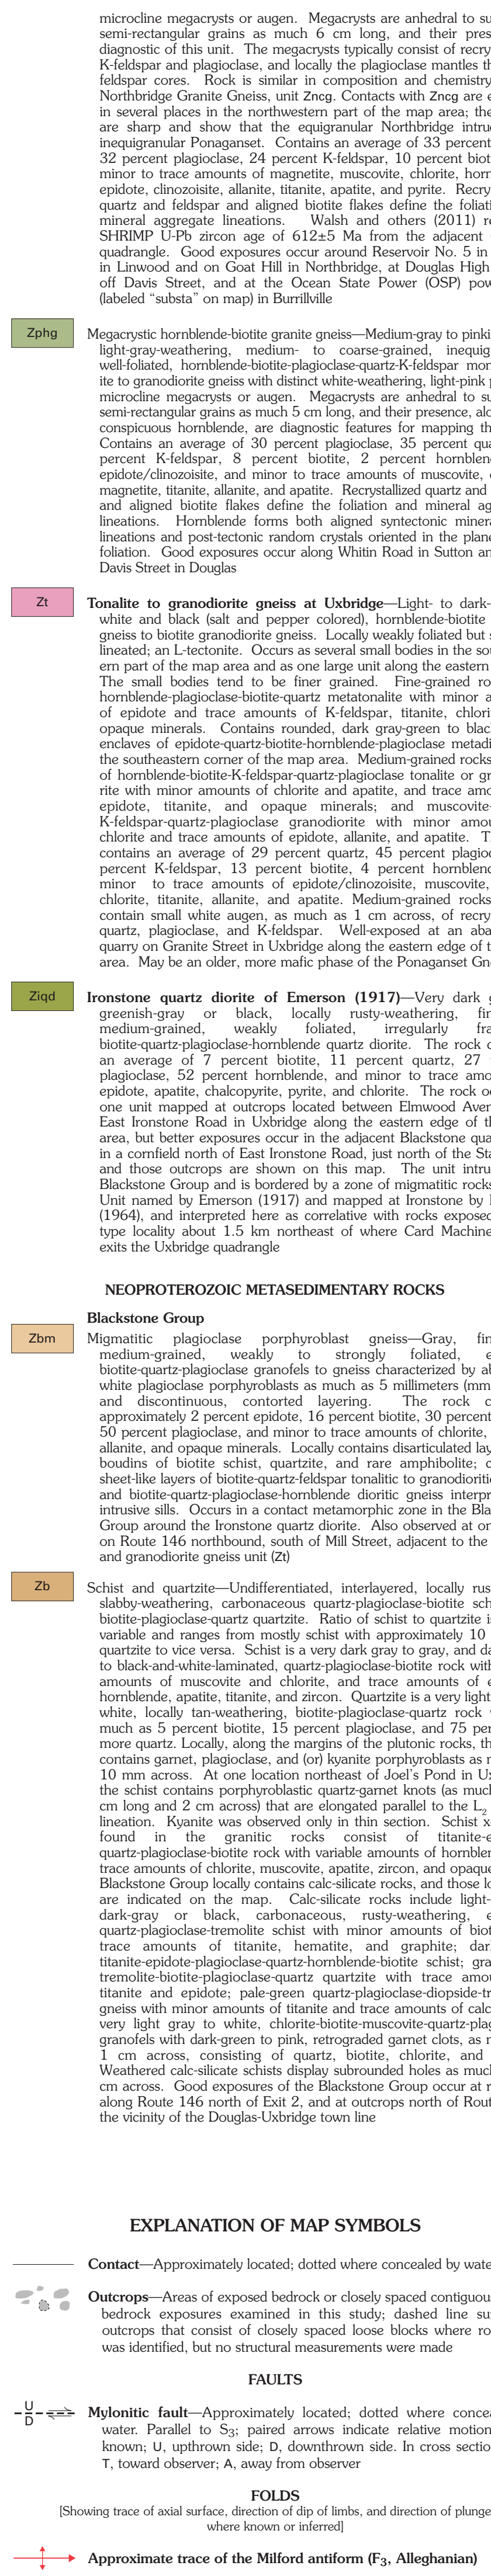 microcline megacrysts or augen. Megacrysts are anhedral to su
semi-rectangular grains as much 6 cm long, and their pres
diagnostic of this unit. The megacrysts typically consist of recry
K-feldspar and plagioclase, and locally the plagioclase mantles th
feldspar cores. Rock is similar in composition and chemistry
Northbridge Granite Gneiss, unit Zncg. Contacts with Zncg are e
in several places in the northwestern part of the map area; the
are sharp and show that the equigranular Northbridge intru
inequigranular Ponaganset. Contains an average of 33 percent
32 percent plagioclase, 24 percent K-feldspar, 10 percent biot
minor to trace amounts of magnetite, muscovite, chlorite, horn
epidote, clinozoisite, allanite, titanite, apatite, and pyrite. Recry
quartz and feldspar and aligned biotite flakes define the foliati
mineral aggregate lineations. Walsh and others (2011) re
SHRIMP U-Pb zircon age of 612±5 Ma from the adjacent
quadrangle. Good exposures occur around Reservoir No. 5 in
in Linwood and on Goat Hill in Northbridge, at Douglas High
off Davis Street, and at the Ocean State Power (OSP) pow
(labeled “substa” on map) in Burrillville
Zphg
Megacrystic hornblende-biotite granite gneiss—Medium-gray to pinki
light-gray-weathering, medium- to coarse-grained, inequig
well-foliated, hornblende-biotite-plagioclase-quartz-K-feldspar mon
ite to granodiorite gneiss with distinct white-weathering, light-pink p
microcline megacrysts or augen. Megacrysts are anhedral to su
semi-rectangular grains as much 5 cm long, and their presence, alo
conspicuous hornblende, are diagnostic features for mapping th
Contains an average of 30 percent plagioclase, 35 percent qua
percent K-feldspar, 8 percent biotite, 2 percent hornblen
epidote/clinozoisite, and minor to trace amounts of muscovite, c
magnetite, titanite, allanite, and apatite. Recrystallized quartz and
and aligned biotite flakes define the foliation and mineral ag
lineations. Hornblende forms both aligned syntectonic minera
lineations and post-tectonic random crystals oriented in the plane
foliation. Good exposures occur along Whitin Road in Sutton an
Davis Street in Douglas
Zt
Tonalite to granodiorite gneiss at Uxbridge—Light- to dark-
white and black (salt and pepper colored), hornblende-biotite
gneiss to biotite granodiorite gneiss. Locally weakly foliated but s
lineated; an L-tectonite. Occurs as several small bodies in the sou
ern part of the map area and as one large unit along the eastern
The small bodies tend to be finer grained. Fine-grained ro
hornblende-plagioclase-biotite-quartz metatonalite with minor a
of epidote and trace amounts of K-feldspar, titanite, chlori
opaque minerals. Contains rounded, dark gray-green to blac
enclaves of epidote-quartz-biotite-hornblende-plagioclase metadi
the southeastern corner of the map area. Medium-grained rocks
of hornblende-biotite-K-feldspar-quartz-plagioclase tonalite or gr
rite with minor amounts of chlorite and apatite, and trace amo
epidote, titanite, and opaque minerals; and muscovite-
K-feldspar-quartz-plagioclase granodiorite with minor amou
chlorite and trace amounts of epidote, allanite, and apatite. T
contains an average of 29 percent quartz, 45 percent plagioc
percent K-feldspar, 13 percent biotite, 4 percent hornblend
minor to trace amounts of epidote/clinozoisite, muscovite,
chlorite, titanite, allanite, and apatite. Medium-grained rocks
contain small white augen, as much as 1 cm across, of recry
quartz, plagioclase, and K-feldspar. Well-exposed at an aba
quarry on Granite Street in Uxbridge along the eastern edge of t
area. May be an older, more mafic phase of the Ponaganset Gn
Ziqd
Ironstone quartz diorite of Emerson (1917)—Very dark g
greenish-gray or black, locally rusty-weathering, fin
medium-grained, weakly foliated, irregularly fra
biotite-quartz-plagioclase-hornblende quartz diorite. The rock c
an average of 7 percent biotite, 11 percent quartz, 27
plagioclase, 52 percent hornblende, and minor to trace amo
epidote, apatite, chalcopyrite, pyrite, and chlorite. The rock oc
one unit mapped at outcrops located between Elmwood Aven
East Ironstone Road in Uxbridge along the eastern edge of th
area, but better exposures occur in the adjacent Blackstone qua
in a cornfield north of East Ironstone Road, just north of the Sta
and those outcrops are shown on this map. The unit intru
Blackstone Group and is bordered by a zone of migmatitic rocks
Unit named by Emerson (1917) and mapped at Ironstone by
(1964), and interpreted here as correlative with rocks exposed
type locality about 1.5 km northeast of where Card Machine
exits the Uxbridge quadrangle
NEOPROTEROZOIC METASEDIMENTARY ROCKS
Blackstone Group
Zbm
Migmatitic plagioclase porphyroblast gneiss—Gray, fin
medium-grained, weakly to strongly foliated, e
biotite-quartz-plagioclase granofels to gneiss characterized by ab
white plagioclase porphyroblasts as much as 5 millimeters (mm
and discontinuous, contorted layering. The rock c
approximately 2 percent epidote, 16 percent biotite, 30 percent
50 percent plagioclase, and minor to trace amounts of chlorite,
allanite, and opaque minerals. Locally contains disarticulated lay
boudins of biotite schist, quartzite, and rare amphibolite; c
sheet-like layers of biotite-quartz-feldspar tonalitic to granodioritic
and biotite-quartz-plagioclase-hornblende dioritic gneiss interpr
intrusive sills. Occurs in a contact metamorphic zone in the Bla
Group around the Ironstone quartz diorite. Also observed at on
on Route 146 northbound, south of Mill Street, adjacent to the
and granodiorite gneiss unit (Zt)
Zb
Schist and quartzite—Undifferentiated, interlayered, locally rus
slabby-weathering, carbonaceous quartz-plagioclase-biotite sch
biotite-plagioclase-quartz quartzite. Ratio of schist to quartzite is
variable and ranges from mostly schist with approximately 10
quartzite to vice versa. Schist is a very dark gray to gray, and da
to black-and-white-laminated, quartz-plagioclase-biotite rock with
amounts of muscovite and chlorite, and trace amounts of e
hornblende, apatite, titanite, and zircon. Quartzite is a very light
white, locally tan-weathering, biotite-plagioclase-quartz rock
much as 5 percent biotite, 15 percent plagioclase, and 75 per
more quartz. Locally, along the margins of the plutonic rocks, th
contains garnet, plagioclase, and (or) kyanite porphyroblasts as m
10 mm across. At one location northeast of Joel’s Pond in Ux
the schist contains porphyroblastic quartz-garnet knots (as muc
cm long and 2 cm across) that are elongated parallel to the L2
lineation. Kyanite was observed only in thin section. Schist x
found in the granitic rocks consist of titanite-e
quartz-plagioclase-biotite rock with variable amounts of hornblen
trace amounts of chlorite, muscovite, apatite, zircon, and opaque
Blackstone Group locally contains calc-silicate rocks, and those lo
are indicated on the map. Calc-silicate rocks include light-
dark-gray or black, carbonaceous, rusty-weathering, e
quartz-plagioclase-tremolite schist with minor amounts of biot
trace amounts of titanite, hematite, and graphite; dar
titanite-epidote-plagioclase-quartz-hornblende-biotite schist; gra
tremolite-biotite-plagioclase-quartz quartzite with trace amou
titanite and epidote; pale-green quartz-plagioclase-diopside-tr
gneiss with minor amounts of titanite and trace amounts of calc
very light gray to white, chlorite-biotite-muscovite-quartz-plag
granofels with dark-green to pink, retrograded garnet clots, as m
1 cm across, consisting of quartz, biotite, chlorite, and
Weathered calc-silicate schists display subrounded holes as much
cm across. Good exposures of the Blackstone Group occur at r
along Route 146 north of Exit 2, and at outcrops north of Rout
the vicinity of the Douglas-Uxbridge town line
EXPLANATION OF MAP SYMBOLS
Contact—Approximately located; dotted where concealed by wate
Outcrops—Areas of exposed bedrock or closely spaced contiguou
bedrock exposures examined in this study; dashed line su
outcrops that consist of closely spaced loose blocks where ro
was identified, but no structural measurements were made
FAULTS
U
D
Mylonitic fault—Approximately located; dotted where concea
water. Parallel to S3; paired arrows indicate relative motion
known; U, upthrown side; D, downthrown side. In cross sectio
T, toward observer; A, away from observer
FOLDS
[Showing trace of axial surface, direction of dip of limbs, and direction of plunge
where known or inferred]
Approximate trace of the Milford antiform (F3, Alleghanian)